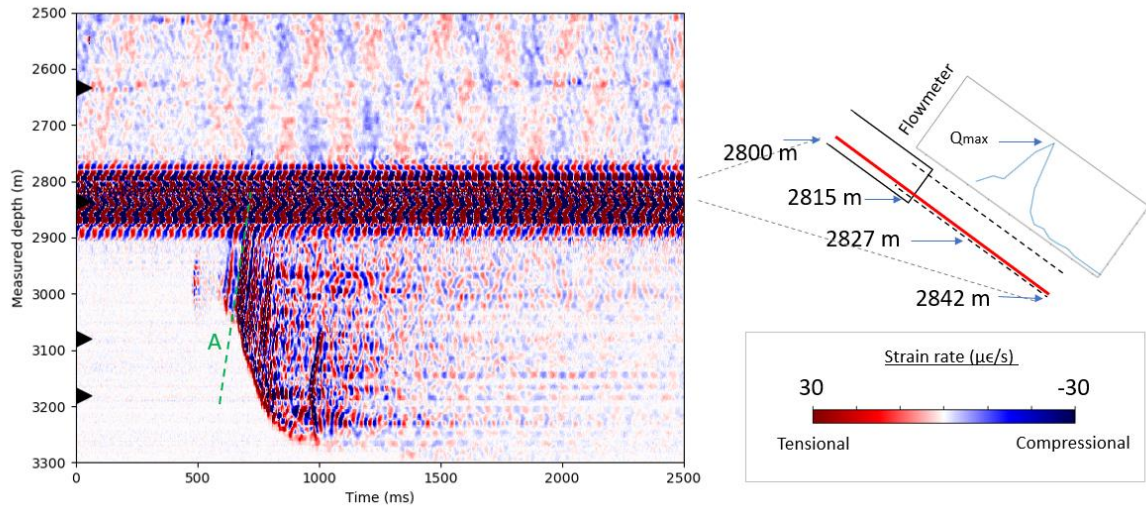 2500
2600
2700
2800
2900
3000
3100
3200
3300
Measured depth (m)
0
500
1000
1500
2000
2500
Time (ms)
A
Flowmeter
Qmax
2800 m
2815 m
2827 m
2842 m
Strain rate (µϵ/s)
30
-30
Tensional
Compressional